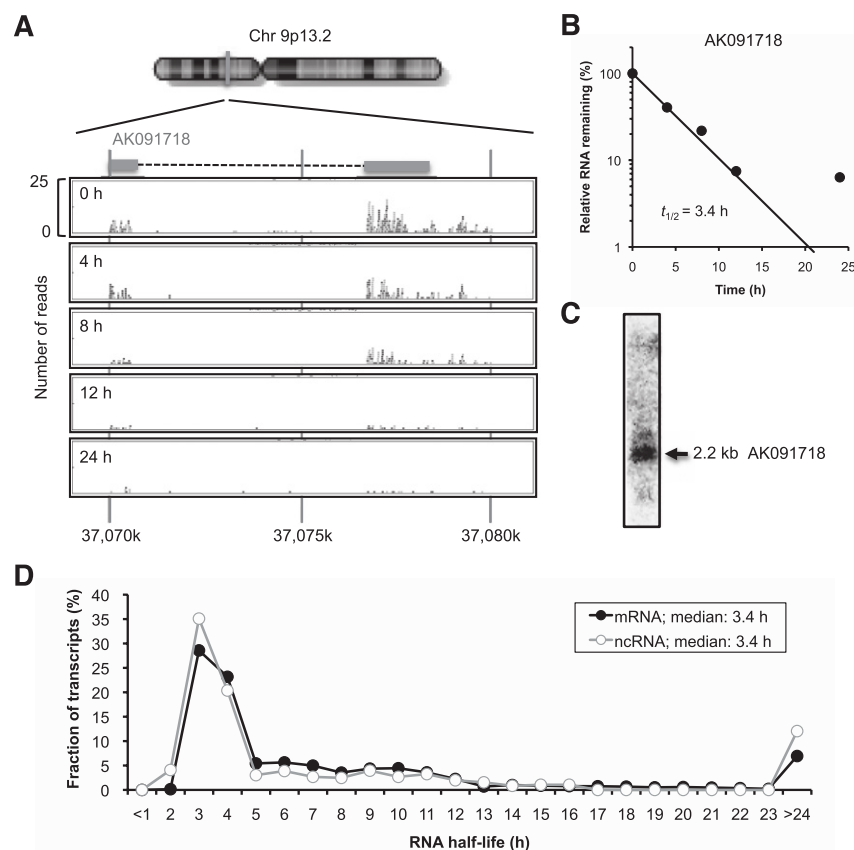 A
Chr 9p13.2
AK091718
25
0
0 h
4 h
8 h
12 h
24 h
Number of reads
37,070k
37,075k
37,080k
B
AK091718
Relative RNA remaining (%)
100
10
1
t1/2 = 3.4 h
0 5 10 15 20 25
Time (h)
C
2.2 kb AK091718
D
Fraction of transcripts (%)
40
35
30
25
20
15
10
5
0
mRNA; median: 3.4 h
ncRNA; median: 3.4 h
<1 2 3 4 5 6 7 8 9 10 11 12 13 14 15 16 17 18 19 20 21 22 23 >24
RNA half-life (h)